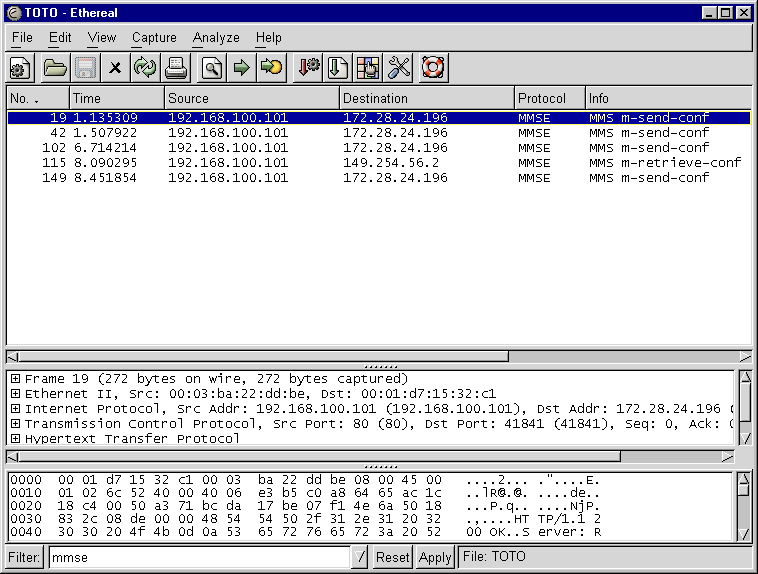 TOTO - Ethereal
File Edit View Capture Analyze Help
No. . Time Source Destination Protocol Info
19 1.135309 192.168.100.101 172.28.24.196 MMSE MMS m-send-conf
42 1.507922 192.168.100.101 172.28.24.196 MMSE MMS m-send-conf
102 6.714214 192.168.100.101 172.28.24.196 MMSE MMS m-send-conf
115 8.090295 192.168.100.101 149.254.56.2 MMSE MMS m-retrieve-conf
149 8.451854 192.168.100.101 172.28.24.196 MMSE MMS m-send-conf
Frame 19 (272 bytes on wire, 272 bytes captured)
Ethernet II, Src: 00:03:ba:22:dd:be, Dst: 00:01:d7:15:32:c1
Internet Protocol, Src Addr: 192.168.100.101 (192.168.100.101), Dst Addr: 172.28.24.196 (
Transmission Control Protocol, Src Port: 80 (80), Dst Port: 41841 (41841), Seq: 0, Ack: (
Hypertext Transfer Protocol
0000 00 01 d7 15 32 c1 00 03 ba 22 dd be 08 00 45 00 ....2... ."....E.
0010 01 02 6c 52 40 00 40 06 e3 b5 c0 a8 64 65 ac 1c ..lR@.@. ....de..
0020 18 c4 00 50 a3 71 bc da 17 be 07 f1 4e 6a 50 18 ...P.q.. ....NjP.
0030 83 2c 08 de 00 00 48 54 54 50 2f 31 2e 31 20 32 .,....HT TP/1.1 2
0040 30 30 20 4f 4b 0d 0a 53 65 72 76 65 72 3a 20 52 00 OK..S erver: R
Filter: mmse Reset Apply File: TOTO